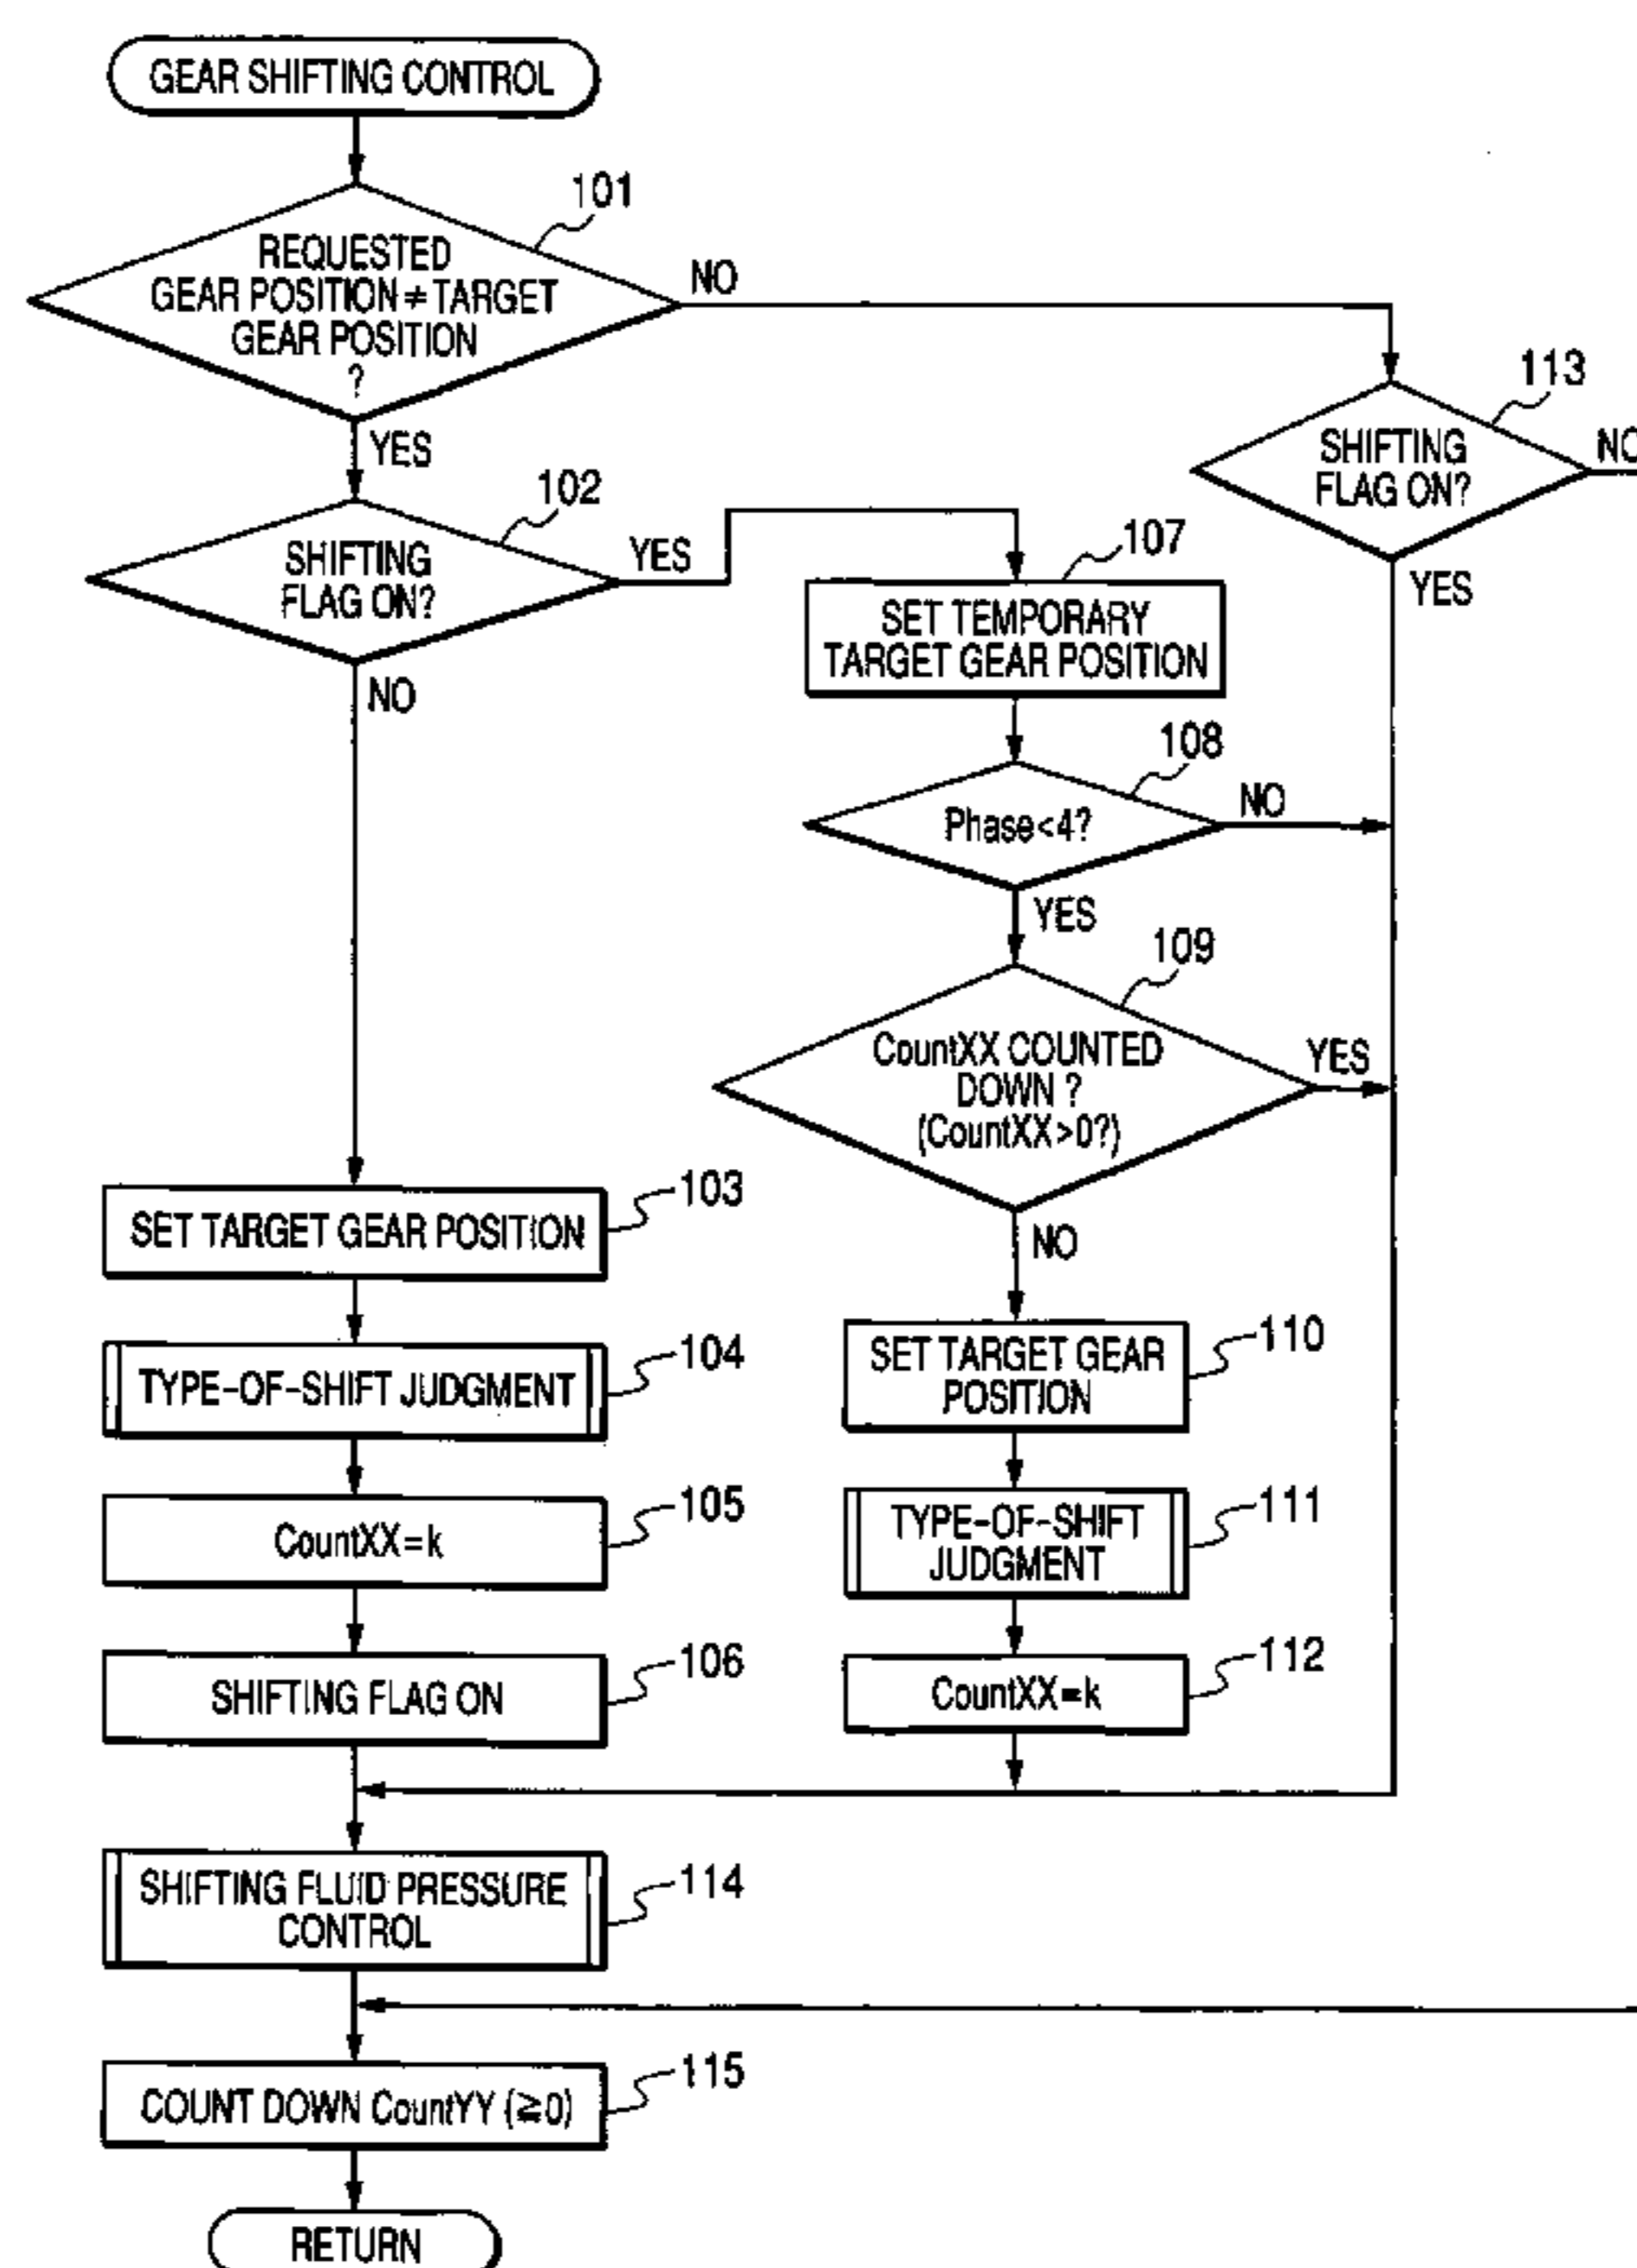 GEAR SHIFTING CONTROL
101
REQUESTED
GEAR POSITION ≠ TARGET
GEAR POSITION
?
NO
YES
113
SHIFTING
FLAG ON?
NO
YES
102
SHIFTING
FLAG ON?
YES
NO
107
SET TEMPORARY
TARGET GEAR POSITION
108
Phase<4?
NO
YES
109
CountXX COUNTED
DOWN ?
(CountXX>0?)
YES
NO
103
SET TARGET GEAR POSITION
104
TYPE-OF-SHIFT JUDGMENT
105
CountXX=k
106
SHIFTING FLAG ON
110
SET TARGET GEAR
POSITION
111
TYPE-OF-SHIFT
JUDGMENT
112
CountXX=k
114
SHIFTING FLUID PRESSURE
CONTROL
115
COUNT DOWN CountYY (≧0)
RETURN